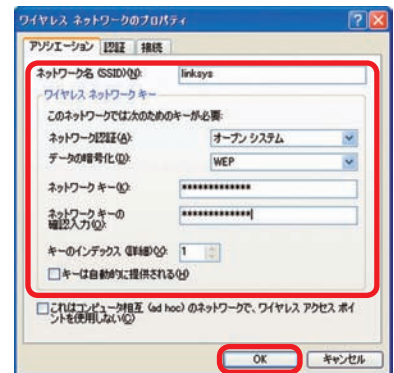 ワイヤレス ネットワークのプロパティ
アソシエーション 認証 接続
ネットワーク名 (SSID)(N): linksys
ワイヤレス ネットワーク キー
このネットワークでは次のためのキーが必要:
ネットワーク認証(A): オープン システム
データの暗号化(D): WEP
ネットワーク キー(K): *************
ネットワーク キーの
確認入力(O): *************
キーのインデックス (詳細)(X): 1
キーは自動的に提供される(H)
これはコンピュータ相互 (ad hoc) のネットワークで、ワイヤレス アクセス ポイ
ントを使用しない(C)
OK キャンセル